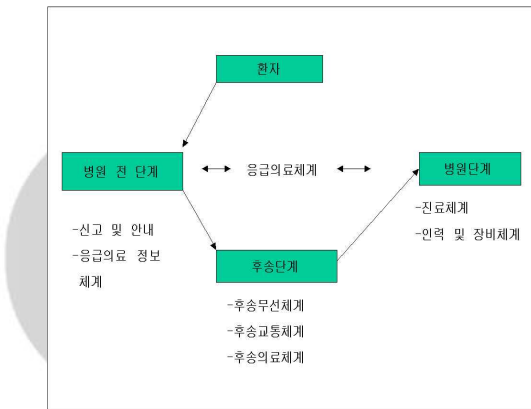 환자
병원 전 단계
응급의료체계
병원단계
-신고 및 안내
-응급의료 정보
체계
-진료체계
-인력 및 장비체계
후송단계
-후송무선체계
-후송교통체계
-후송의료체계